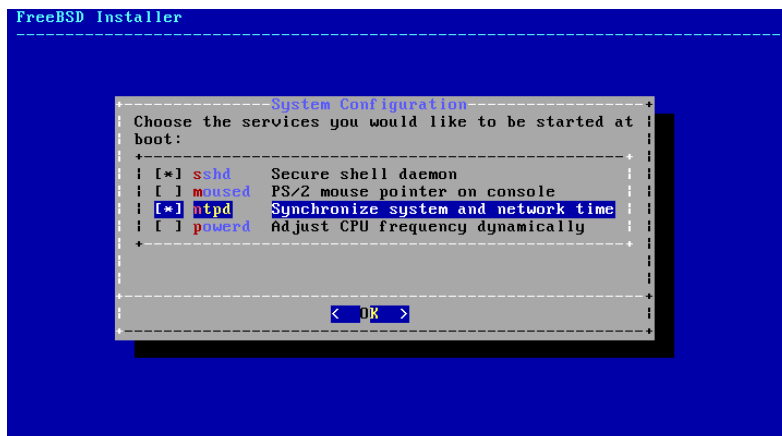 FreeBSD Installer
System Configuration
Choose the services you would like to be started at
boot:
[*] sshd Secure shell daemon
[ ] moused PS/2 mouse pointer on console
[*] ntpd Synchronize system and network time
[ ] powerd Adjust CPU frequency dynamically
< OK >